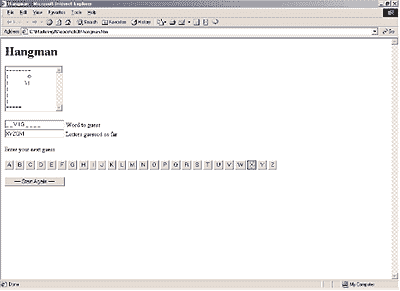 Hangman - Microsoft Internet Explorer
File Edit View Favorites Tools Help
Back Search Favorites History
Address Go
Hangman
Word to guess
Letters guessed so far
Enter your next guess
A B C D E F G H I J K L M N O P Q R S T U V W X Y Z
Start Again
Done My Computer